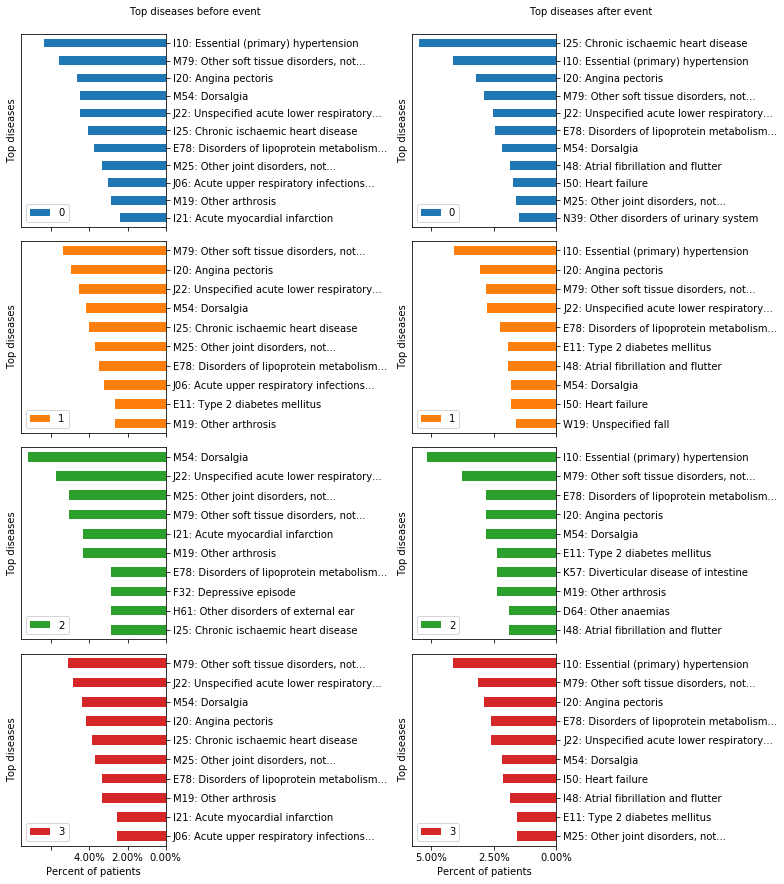 Top diseases before event
Top diseases
I10: Essential (primary) hypertension
M79: Other soft tissue disorders, not...
I20: Angina pectoris
M54: Dorsalgia
J22: Unspecified acute lower respiratory...
I25: Chronic ischaemic heart disease
E78: Disorders of lipoprotein metabolism...
M25: Other joint disorders, not...
J06: Acute upper respiratory infections...
M19: Other arthrosis
I21: Acute myocardial infarction
0
Top diseases
M79: Other soft tissue disorders, not...
I20: Angina pectoris
J22: Unspecified acute lower respiratory...
M54: Dorsalgia
I25: Chronic ischaemic heart disease
M25: Other joint disorders, not...
E78: Disorders of lipoprotein metabolism...
J06: Acute upper respiratory infections...
E11: Type 2 diabetes mellitus
M19: Other arthrosis
1
Top diseases
M54: Dorsalgia
J22: Unspecified acute lower respiratory...
M25: Other joint disorders, not...
M79: Other soft tissue disorders, not...
I21: Acute myocardial infarction
M19: Other arthrosis
E78: Disorders of lipoprotein metabolism...
F32: Depressive episode
H61: Other disorders of external ear
I25: Chronic ischaemic heart disease
2
Top diseases
M79: Other soft tissue disorders, not...
J22: Unspecified acute lower respiratory...
M54: Dorsalgia
I20: Angina pectoris
I25: Chronic ischaemic heart disease
M25: Other joint disorders, not...
E78: Disorders of lipoprotein metabolism...
M19: Other arthrosis
I21: Acute myocardial infarction
J06: Acute upper respiratory infections...
3
4.00% 2.00% 0.00%
Percent of patients
Top diseases after event
Top diseases
I25: Chronic ischaemic heart disease
I10: Essential (primary) hypertension
I20: Angina pectoris
M79: Other soft tissue disorders, not...
J22: Unspecified acute lower respiratory...
E78: Disorders of lipoprotein metabolism...
M54: Dorsalgia
I48: Atrial fibrillation and flutter
I50: Heart failure
M25: Other joint disorders, not...
N39: Other disorders of urinary system
0
Top diseases
I10: Essential (primary) hypertension
I20: Angina pectoris
M79: Other soft tissue disorders, not...
J22: Unspecified acute lower respiratory...
E78: Disorders of lipoprotein metabolism...
E11: Type 2 diabetes mellitus
I48: Atrial fibrillation and flutter
M54: Dorsalgia
I50: Heart failure
W19: Unspecified fall
1
Top diseases
I10: Essential (primary) hypertension
M79: Other soft tissue disorders, not...
E78: Disorders of lipoprotein metabolism...
I20: Angina pectoris
M54: Dorsalgia
E11: Type 2 diabetes mellitus
K57: Diverticular disease of intestine
M19: Other arthrosis
D64: Other anaemias
I48: Atrial fibrillation and flutter
2
Top diseases
I10: Essential (primary) hypertension
M79: Other soft tissue disorders, not...
I20: Angina pectoris
E78: Disorders of lipoprotein metabolism...
J22: Unspecified acute lower respiratory...
M54: Dorsalgia
I50: Heart failure
I48: Atrial fibrillation and flutter
E11: Type 2 diabetes mellitus
M25: Other joint disorders, not...
3
5.00% 2.50% 0.00%
Percent of patients